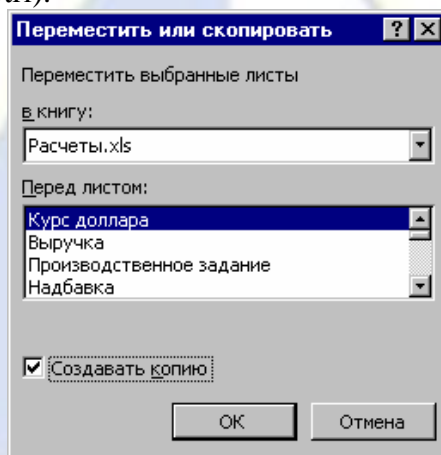 Переместить или скопировать
Переместить выбранные листы
в книгу:
Расчеты.xls
Перед листом:
Курс доллара
Выручка
Производственное задание
Надбавка
Создавать копию
ОК
Отмена